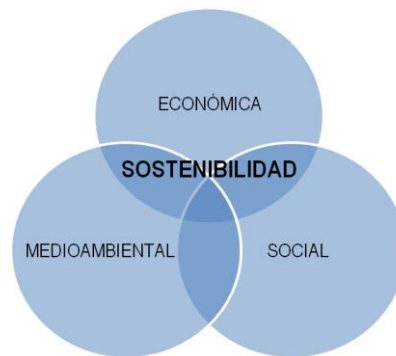 ECONÓMICA
SOSTENIBILIDAD
MEDIOAMBIENTAL
SOCIAL